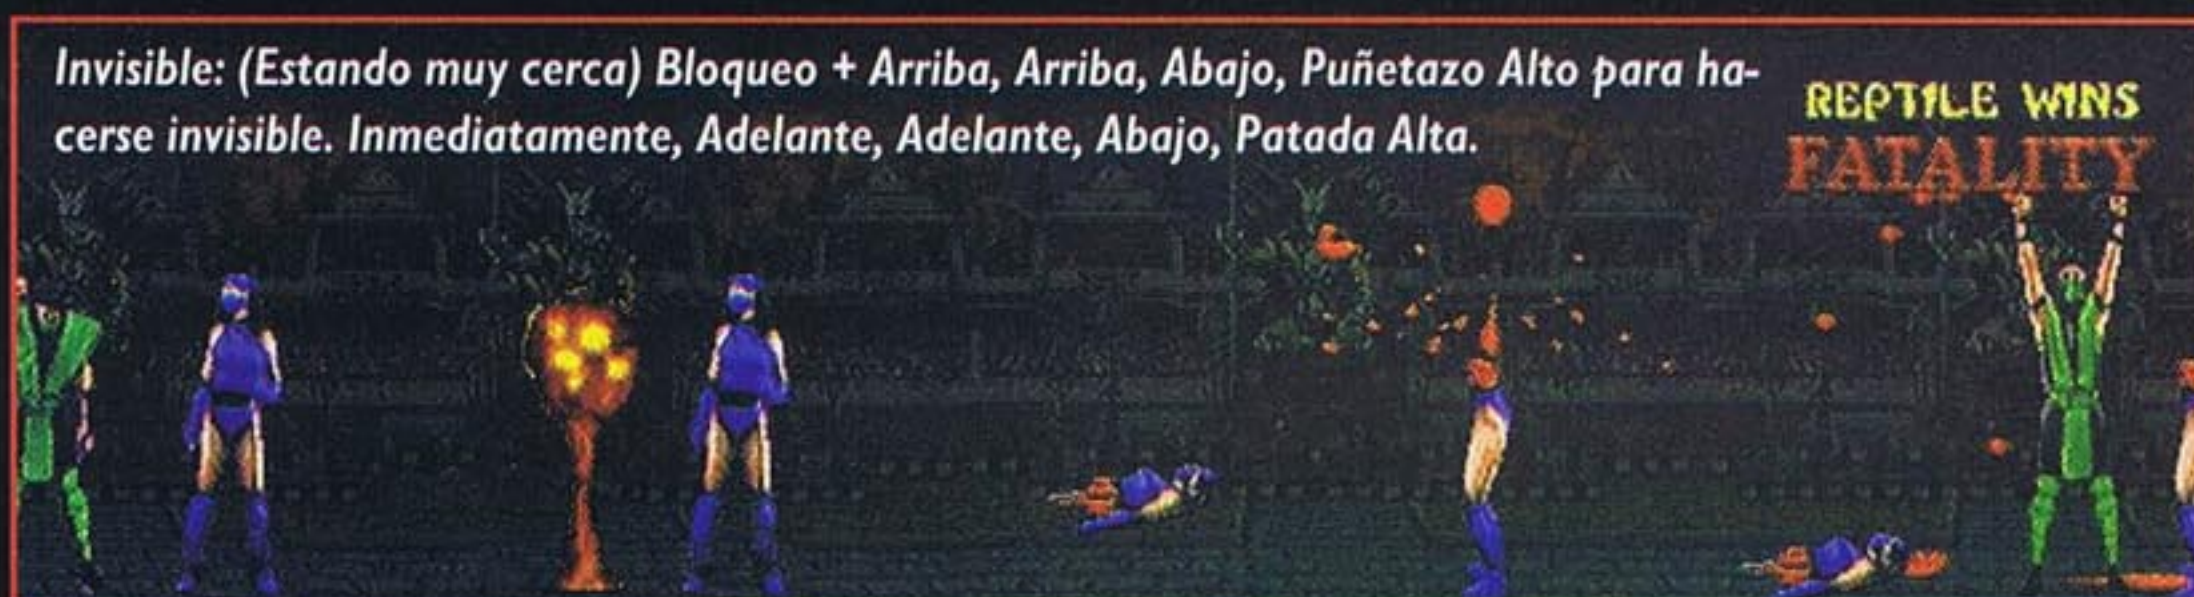 Invisible: (Estando muy cerca) Bloqueo + Arriba, Arriba, Abajo, Puñetazo Alto para ha-
cerse invisible. Inmediatamente, Adelante, Adelante, Abajo, Patada Alta.
REPTILE WINS
FATALITY